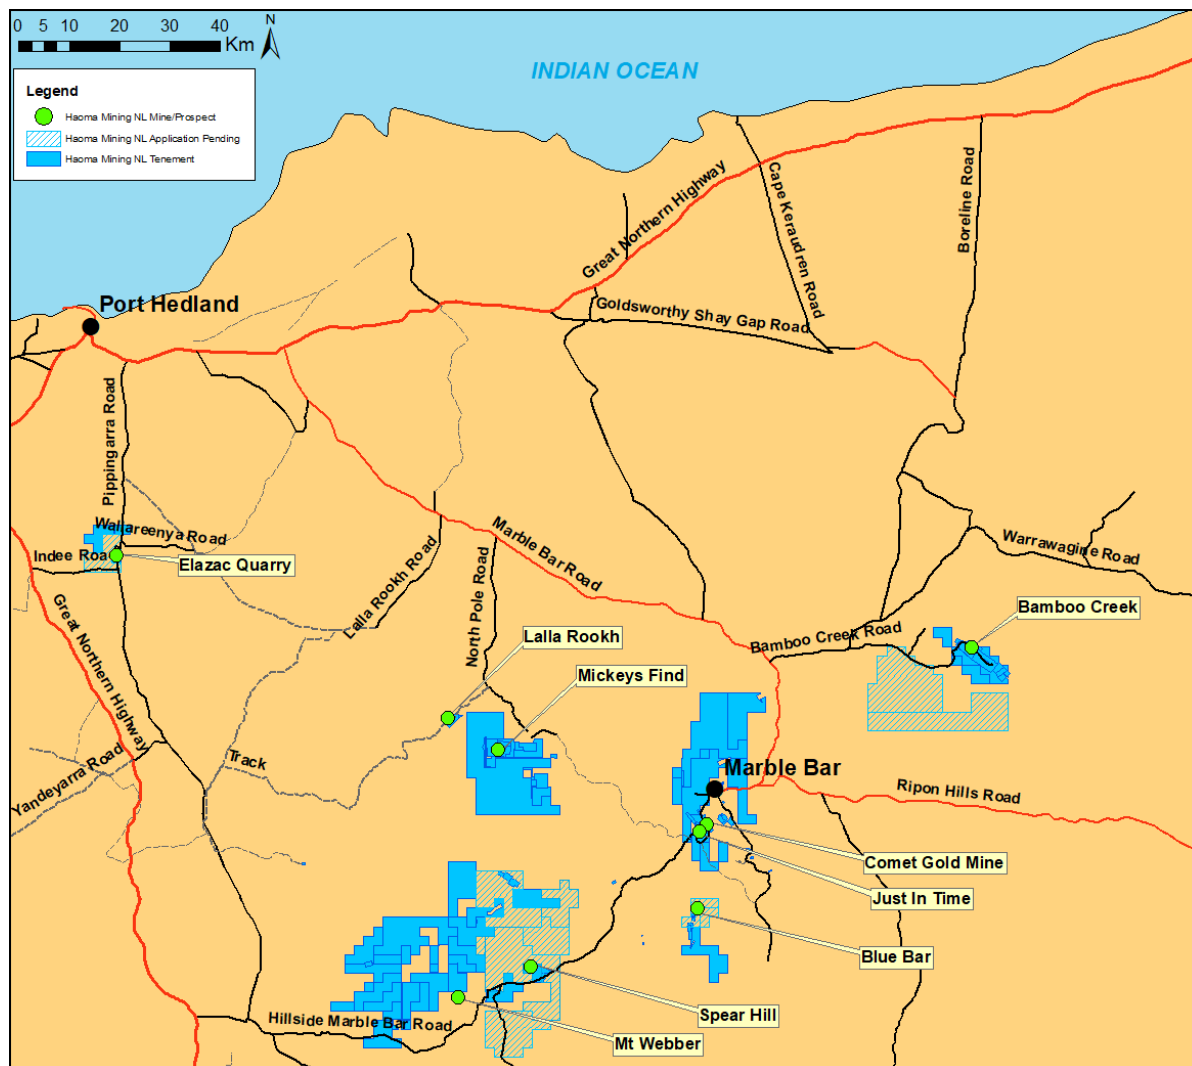 0 5 10 20 30 40
Km
N
INDIAN OCEAN
Legend
Haoma Mining NL Mine/Prospect
Haoma Mining NL Application Pending
Haoma Mining NL Tenement
Great Northern Highway
Cape Keraudren Road
Boreline Road
Port Hedland
Goldsworthy Shay Gap Road
Pippingarra Road
Wallareenya Road
Indee Road
Elazac Quarry
Marble Bar Road
Lalla Rookh Road
North Pole Road
Warrawagine Road
Bamboo Creek
Bamboo Creek Road
Lalla Rookh
Mickeys Find
Great Northern Highway
Yandeyarra Road
Track
Marble Bar
Ripon Hills Road
Comet Gold Mine
Just In Time
Blue Bar
Spear Hill
Hillside Marble Bar Road
Mt Webber